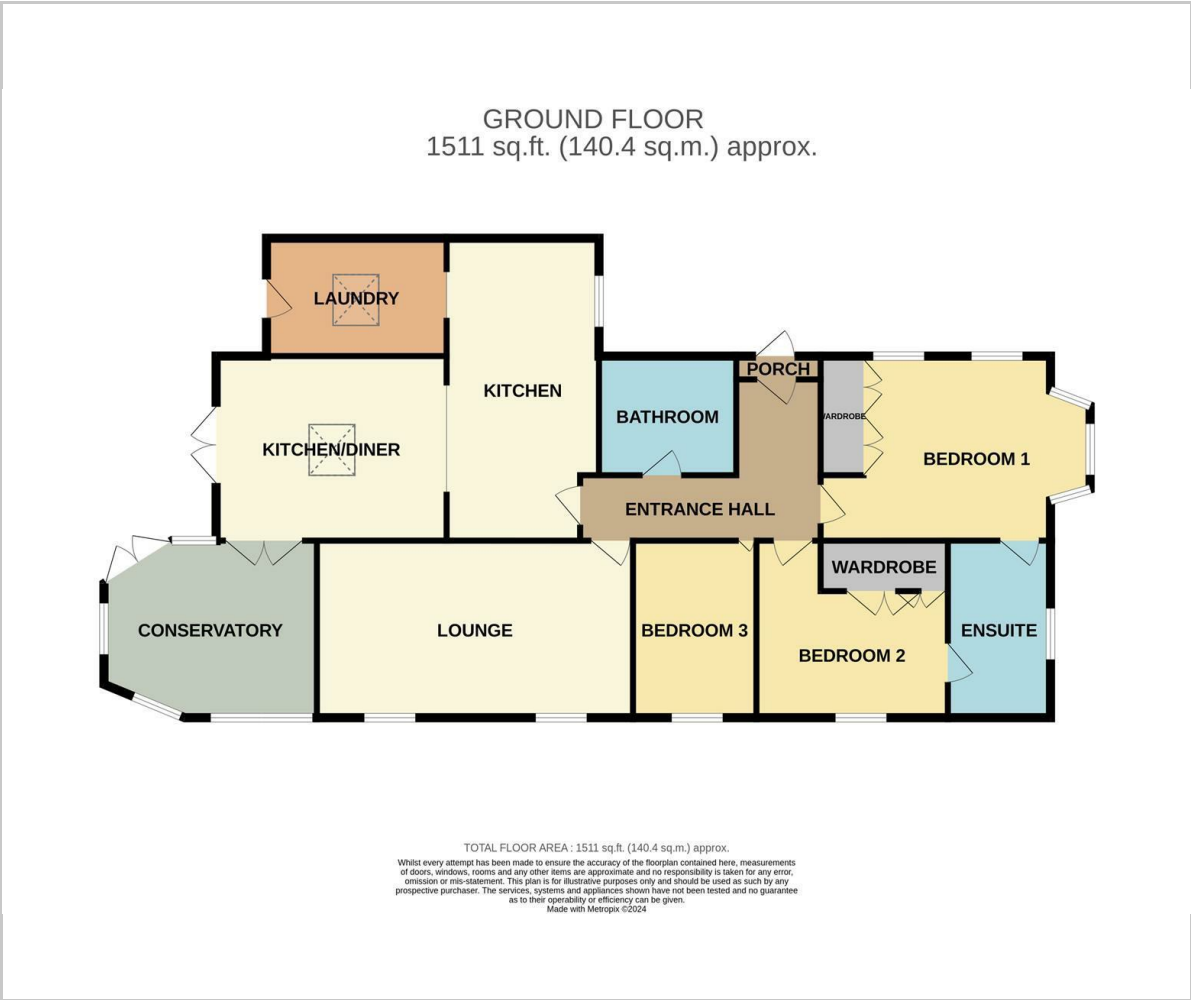 GROUND FLOOR
1511 sq.ft. (140.4 sq.m.) approx.
LAUNDRY
KITCHEN
PORCH
BATHROOM
WARDROBE
KITCHEN/DINER
BEDROOM 1
ENTRANCE HALL
WARDROBE
CONSERVATORY
LOUNGE
BEDROOM 3
ENSUITE
BEDROOM 2
TOTAL FLOOR AREA : 1511 sq.ft. (140.4 sq.m.) approx.
Whilst every attempt has been made to ensure the accuracy of the floorplan contained here, measurements
of doors, windows, rooms and any other items are approximate and no responsibility is taken for any error,
omission or mis-statement. This plan is for illustrative purposes only and should be used as such by any
prospective purchaser. The services, systems and appliances shown have not been tested and no guarantee
as to their operability or efficiency can be given.
Made with Metropix ©2024